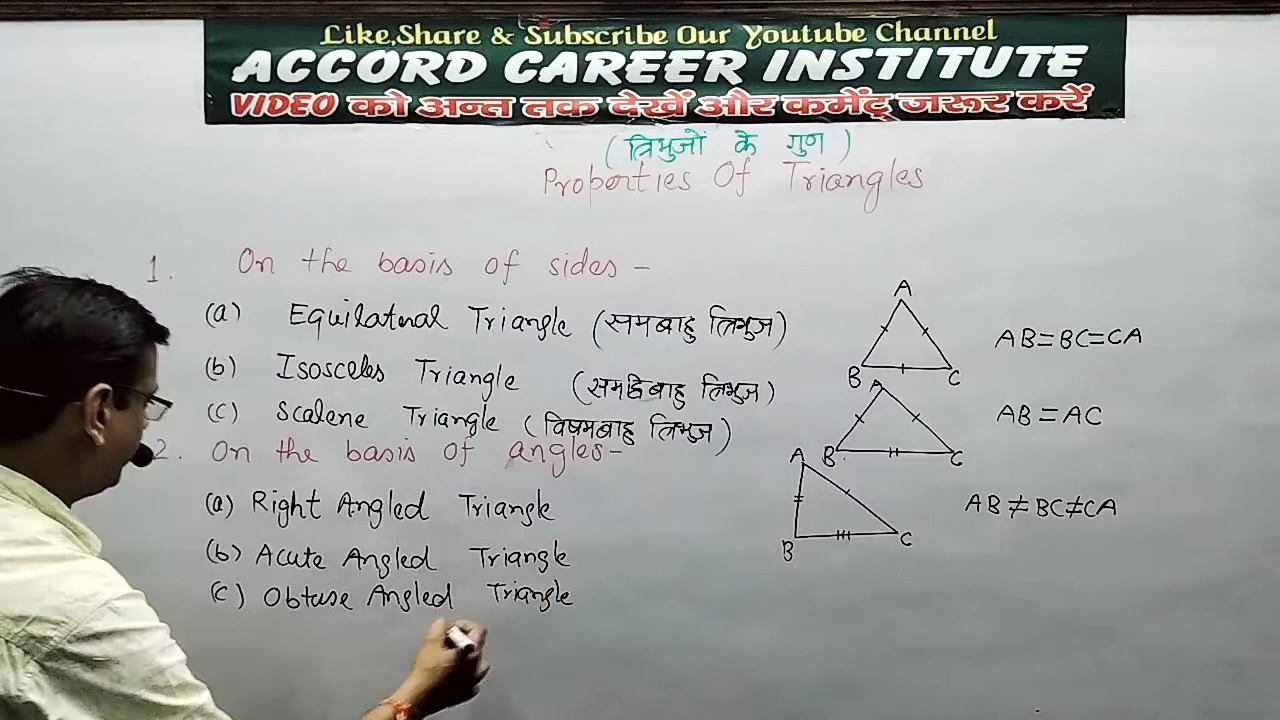 Like,Share & Subscribe Our Youtube Channel
ACCORD CAREER INSTITUTE
VIDEO को अन्त तक देखें और कमेंट् जरूर करें
(त्रिभुजों के गुण)
Properties Of Triangles
1. On the basis of sides -
(a) Equilateral Triangle (समबाहु त्रिभुज)
A
B C
AB=BC=CA
(b) Isosceles Triangle (समद्विबाहु त्रिभुज)
A
B C
AB = AC
(c) Scalene Triangle (विषमबाहु त्रिभुज)
A
B C
AB ≠ BC ≠ CA
2. On the basis of angles -
(a) Right Angled Triangle
(b) Acute Angled Triangle
(c) Obtuse Angled Triangle